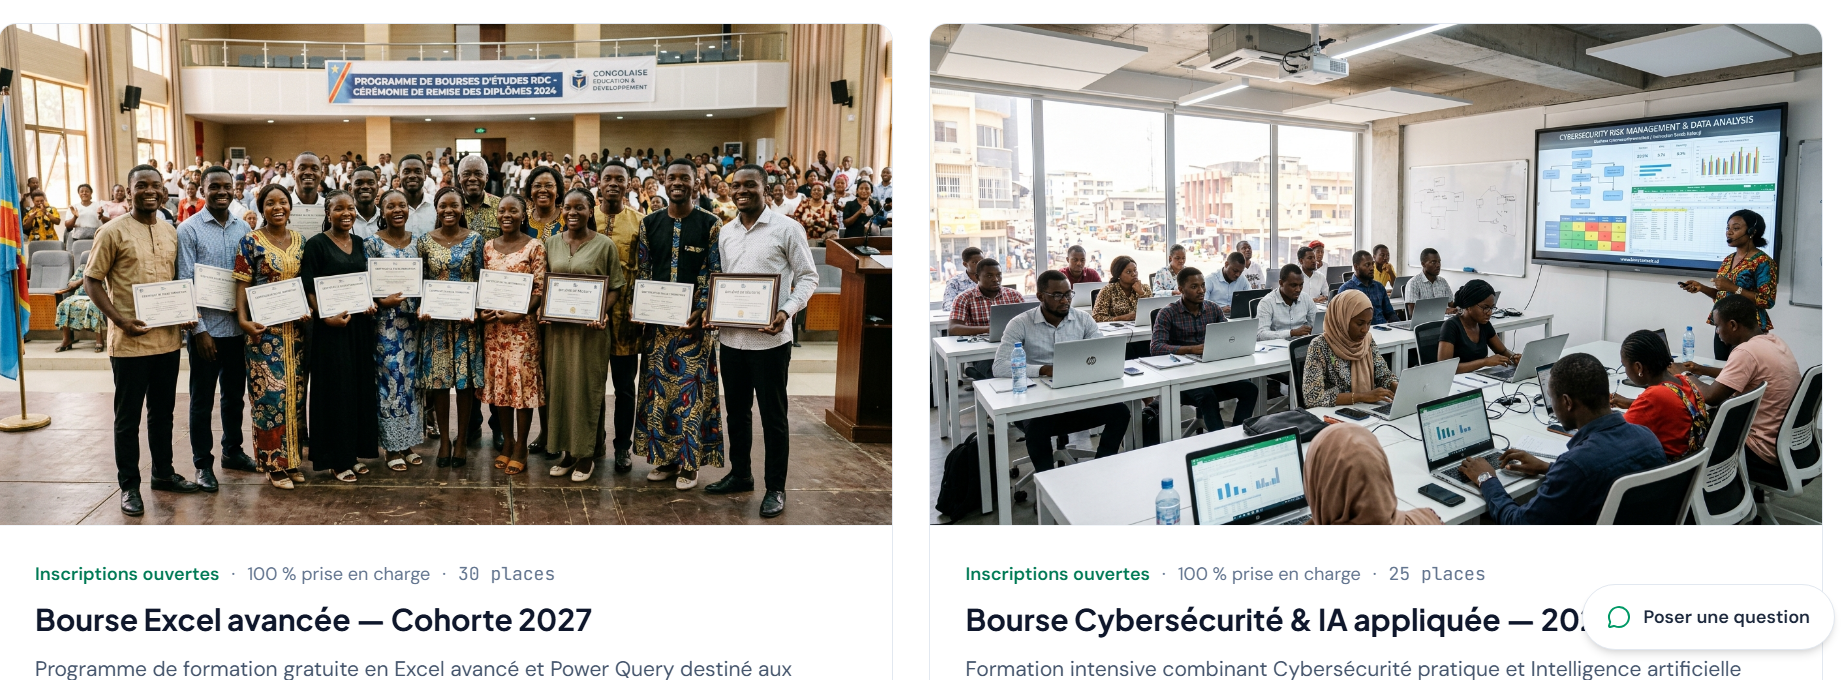 PROGRAMME DE BOURSES D'ÉTUDES RDC -
CÉRÉMONIE DE REMISE DES DIPLÔMES 2024
CONGOLAISE
EDUCATION &
DÉVELOPPEMENT
CYBERSECURITY RISK MANAGEMENT & DATA ANALYSIS
hp
Inscriptions ouvertes · 100 % prise en charge · 30 places
Bourse Excel avancée — Cohorte 2027
Programme de formation gratuite en Excel avancé et Power Query destiné aux
Inscriptions ouvertes · 100 % prise en charge · 25 places
Bourse Cybersécurité & IA appliquée — 202
Formation intensive combinant Cybersécurité pratique et Intelligence artificielle
Poser une question